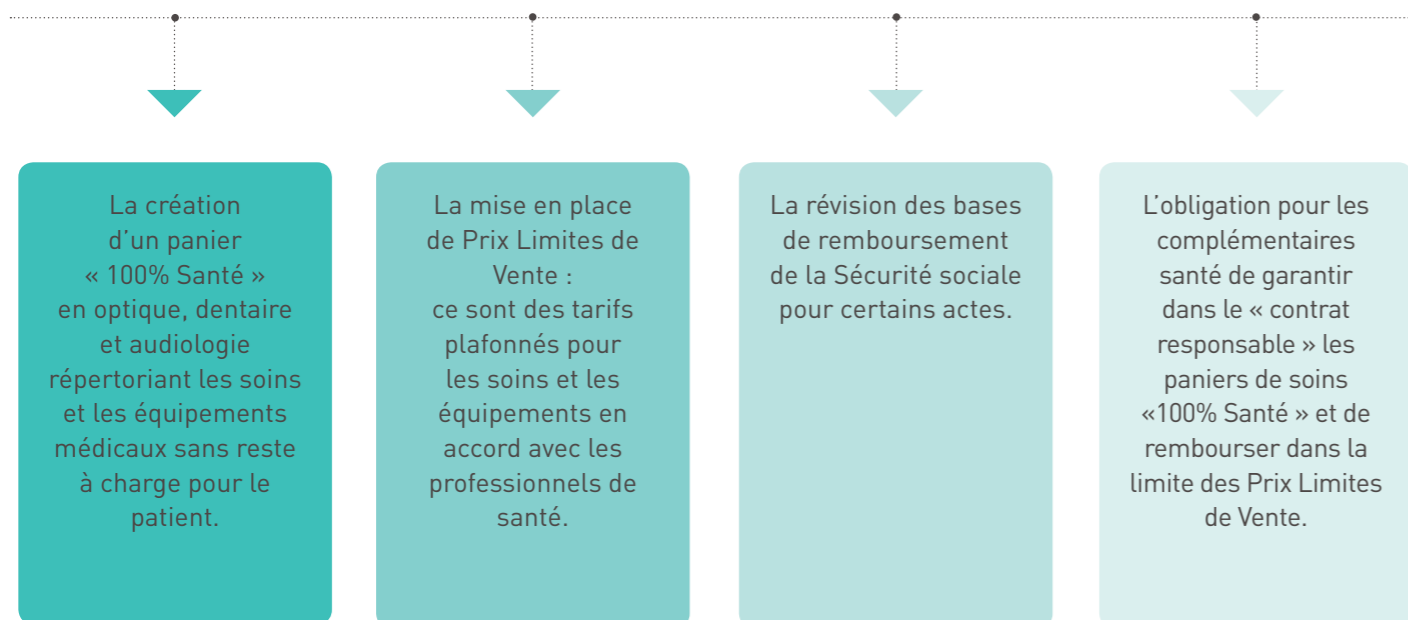 La création
d’un panier
« 100% Santé »
en optique, dentaire
et audiologie
répertoriant les soins
et les équipements
médicaux sans reste
à charge pour le
patient.
La mise en place
de Prix Limites de
Vente :
ce sont des tarifs
plafonnés pour
les soins et les
équipements en
accord avec les
professionnels de
santé.
La révision des bases
de remboursement
de la Sécurité sociale
pour certains actes.
L’obligation pour les
complémentaires
santé de garantir
dans le « contrat
responsable » les
paniers de soins
«100% Santé » et de
rembourser dans la
limite des Prix Limites
de Vente.